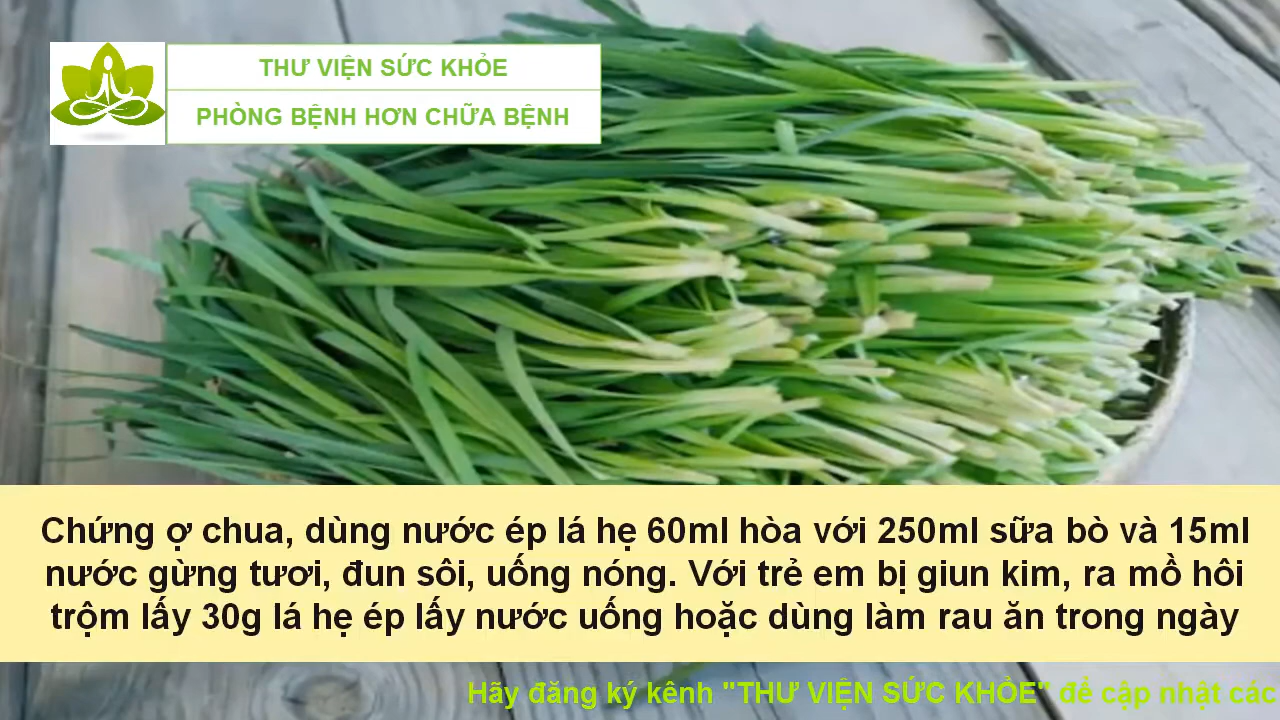 THƯ VIỆN SỨC KHỎE
PHÒNG BỆNH HƠN CHỮA BỆNH
Chứng ợ chua, dùng nước ép lá hẹ 60ml hòa với 250ml sữa bò và 15ml
nước gừng tươi, đun sôi, uống nóng. Với trẻ em bị giun kim, ra mồ hôi
trộm lấy 30g lá hẹ ép lấy nước uống hoặc dùng làm rau ăn trong ngày
Hãy đăng ký kênh "THƯ VIỆN SỨC KHỎE" để cập nhật các